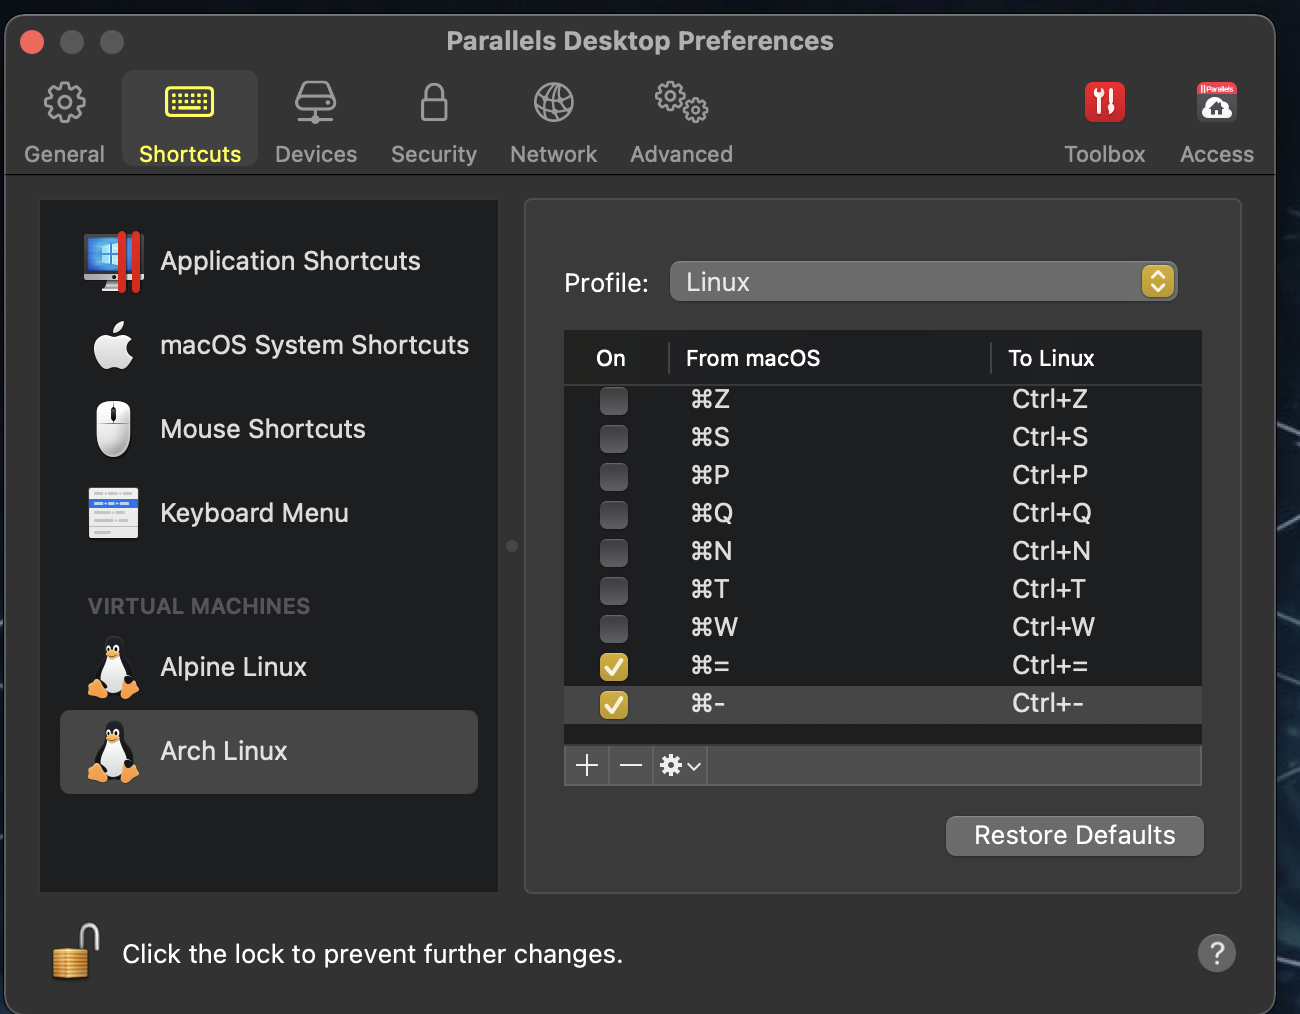 Parallels Desktop Preferences
General
Shortcuts
Devices
Security
Network
Advanced
Toolbox
Parallels
Access
Application Shortcuts
macOS System Shortcuts
Mouse Shortcuts
Keyboard Menu
VIRTUAL MACHINES
Alpine Linux
Arch Linux
Profile: Linux
On From macOS To Linux
⌘Z Ctrl+Z
⌘S Ctrl+S
⌘P Ctrl+P
⌘Q Ctrl+Q
⌘N Ctrl+N
⌘T Ctrl+T
⌘W Ctrl+W
⌘= Ctrl+=
⌘- Ctrl+-
Restore Defaults
Click the lock to prevent further changes.
?